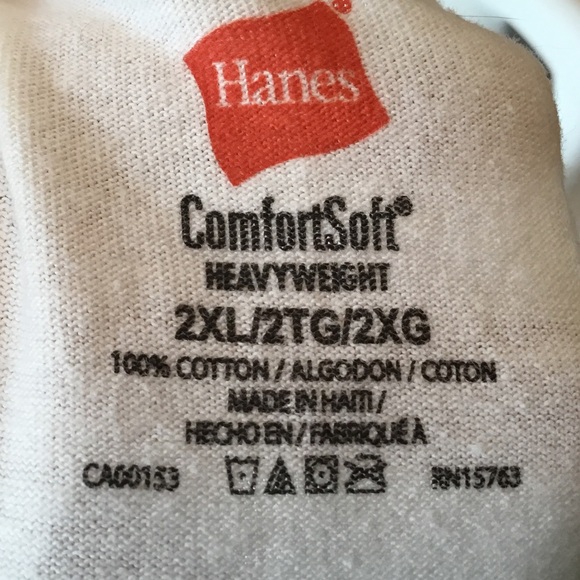 Hanes®
ComfortSoft®
HEAVYWEIGHT
2XL/2TG/2XG
100% COTTON / ALGODON / COTON
MADE IN HAITI /
HECHO EN / FABRIQUÉ À
CA00153 RN15763